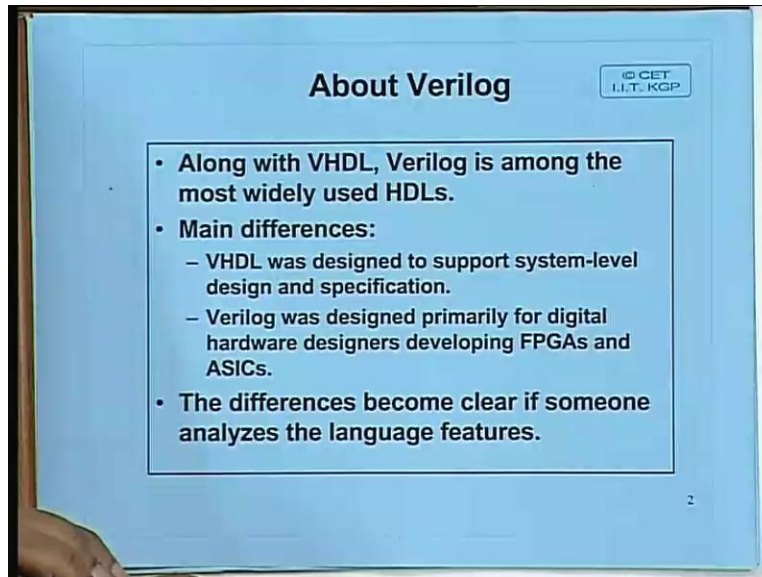 About Verilog
© CET
I.I.T. KGP
• Along with VHDL, Verilog is among the
most widely used HDLs.
• Main differences:
– VHDL was designed to support system-level
design and specification.
– Verilog was designed primarily for digital
hardware designers developing FPGAs and
ASICs.
• The differences become clear if someone
analyzes the language features.
2